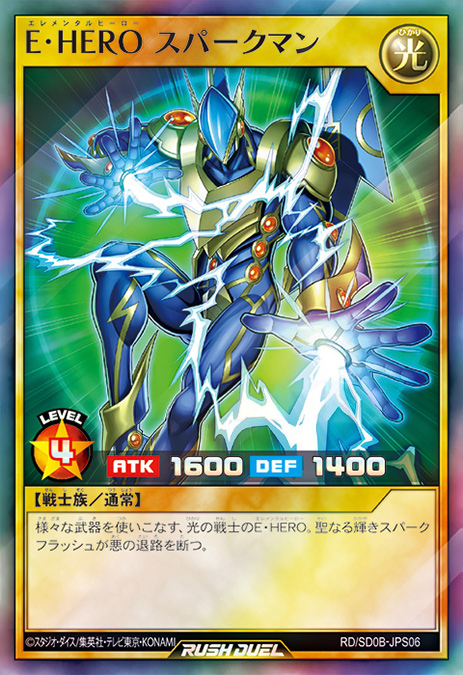 エレメンタルヒーロー
E・HERO スパークマン
ひかり
光
LEVEL
4
ATK 1600 DEF 1400
【戦士族／通常】
様々な武器を使いこなす、光の戦士のE・HERO。聖なる輝きスパーク
フラッシュが悪の退路を断つ。
©スタジオ・ダイス/集英社・テレビ東京・KONAMI
RUSH DUEL
RD/SD0B-JPS06